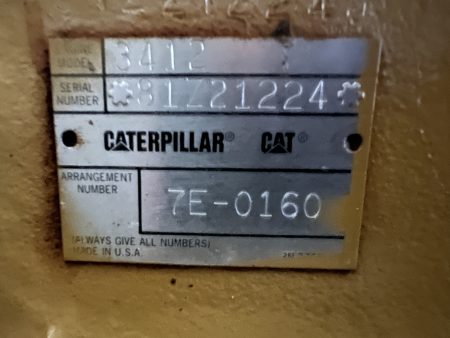 ENGINE
MODEL 3412
SERIAL
NUMBER 81Z21224
CATERPILLAR® CAT®
ARRANGEMENT
NUMBER 7E-0160
(ALWAYS GIVE ALL NUMBERS)
MADE IN U.S.A.